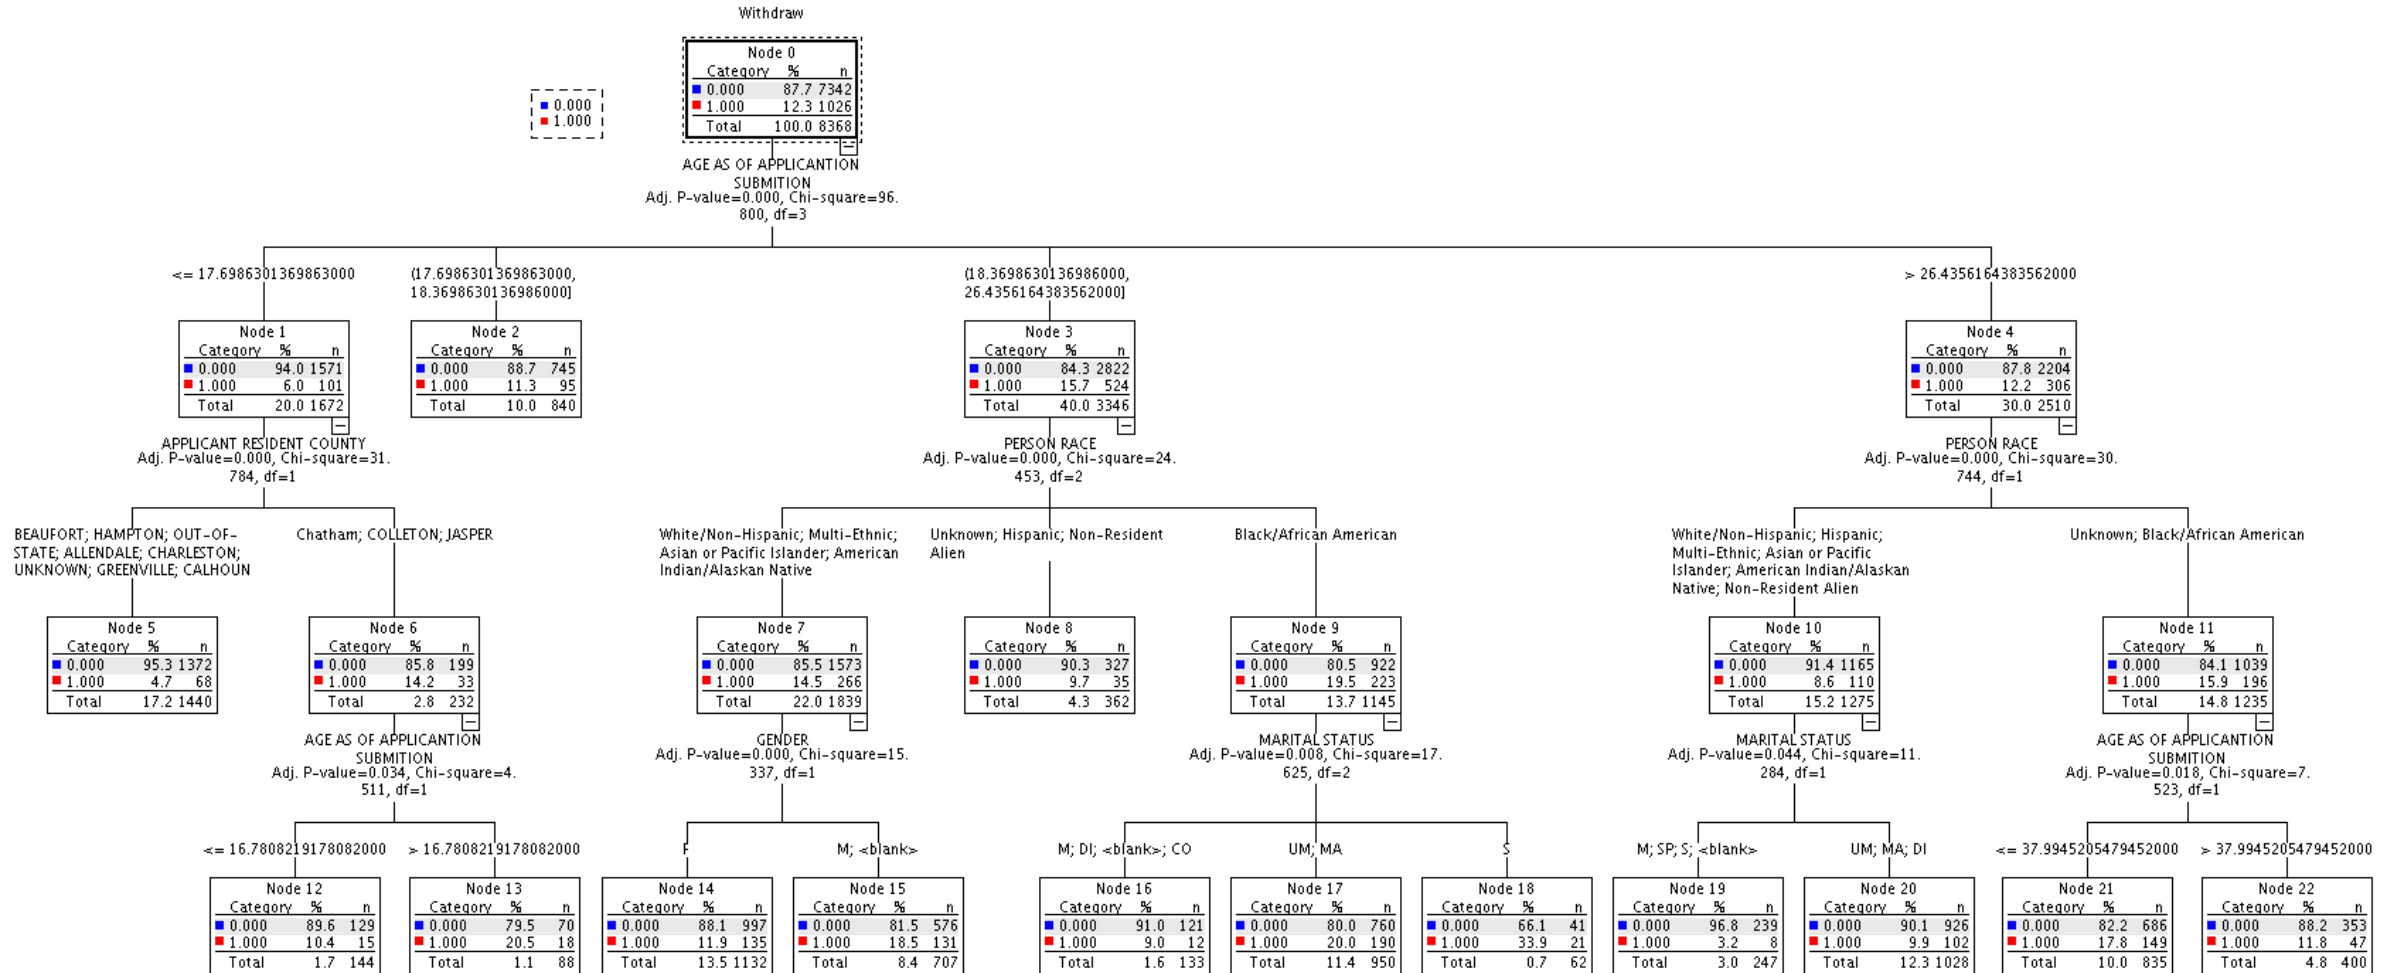 Withdraw
Node 0
Category % n
0.000 87.7 7342
1.000 12.3 1026
Total 100.0 8368
0.000
1.000
AGE AS OF APPLICANTION
SUBMITION
Adj. P-value=0.000, Chi-square=96.
800, df=3
<= 17.6986301369863000
(17.6986301369863000,
18.3698630136986000]
(18.3698630136986000,
26.4356164383562000]
> 26.4356164383562000
Node 1
Category % n
0.000 94.0 1571
1.000 6.0 101
Total 20.0 1672
Node 2
Category % n
0.000 88.7 745
1.000 11.3 95
Total 10.0 840
Node 3
Category % n
0.000 84.3 2822
1.000 15.7 524
Total 40.0 3346
Node 4
Category % n
0.000 87.8 2204
1.000 12.2 306
Total 30.0 2510
APPLICANT RESIDENT COUNTY
Adj. P-value=0.000, Chi-square=31.
784, df=1
PERSON RACE
Adj. P-value=0.000, Chi-square=24.
453, df=2
PERSON RACE
Adj. P-value=0.000, Chi-square=30.
744, df=1
BEAUFORT; HAMPTON; OUT-OF-
STATE; ALLENDALE; CHARLESTON;
UNKNOWN; GREENVILLE; CALHOUN
Chatham; COLLETON; JASPER
White/Non-Hispanic; Multi-Ethnic;
Asian or Pacific Islander; American
Indian/Alaskan Native
Unknown; Hispanic; Non-Resident
Alien
Black/African American
White/Non-Hispanic; Hispanic;
Multi-Ethnic; Asian or Pacific
Islander; American Indian/Alaskan
Native; Non-Resident Alien
Unknown; Black/African American
Node 5
Category % n
0.000 95.3 1372
1.000 4.7 68
Total 17.2 1440
Node 6
Category % n
0.000 85.8 199
1.000 14.2 33
Total 2.8 232
Node 7
Category % n
0.000 85.5 1573
1.000 14.5 266
Total 22.0 1839
Node 8
Category % n
0.000 90.3 327
1.000 9.7 35
Total 4.3 362
Node 9
Category % n
0.000 80.5 922
1.000 19.5 223
Total 13.7 1145
Node 10
Category % n
0.000 91.4 1165
1.000 8.6 110
Total 15.2 1275
Node 11
Category % n
0.000 84.1 1039
1.000 15.9 196
Total 14.8 1235
AGE AS OF APPLICANTION
SUBMITION
Adj. P-value=0.034, Chi-square=4.
511, df=1
GENDER
Adj. P-value=0.000, Chi-square=15.
337, df=1
MARITAL STATUS
Adj. P-value=0.008, Chi-square=17.
625, df=2
MARITAL STATUS
Adj. P-value=0.044, Chi-square=11.
284, df=1
AGE AS OF APPLICANTION
SUBMITION
Adj. P-value=0.018, Chi-square=7.
523, df=1
<= 16.7808219178082000
> 16.7808219178082000
F
M; <blank>
M; DI; <blank>; CO
UM; MA
S
M; SP; S; <blank>
UM; MA; DI
<= 37.9945205479452000
> 37.9945205479452000
Node 12
Category % n
0.000 89.6 129
1.000 10.4 15
Total 1.7 144
Node 13
Category % n
0.000 79.5 70
1.000 20.5 18
Total 1.1 88
Node 14
Category % n
0.000 88.1 997
1.000 11.9 135
Total 13.5 1132
Node 15
Category % n
0.000 81.5 576
1.000 18.5 131
Total 8.4 707
Node 16
Category % n
0.000 91.0 121
1.000 9.0 12
Total 1.6 133
Node 17
Category % n
0.000 80.0 760
1.000 20.0 190
Total 11.4 950
Node 18
Category % n
0.000 66.1 41
1.000 33.9 21
Total 0.7 62
Node 19
Category % n
0.000 96.8 239
1.000 3.2 8
Total 3.0 247
Node 20
Category % n
0.000 90.1 926
1.000 9.9 102
Total 12.3 1028
Node 21
Category % n
0.000 82.2 686
1.000 17.8 149
Total 10.0 835
Node 22
Category % n
0.000 88.2 353
1.000 11.8 47
Total 4.8 400